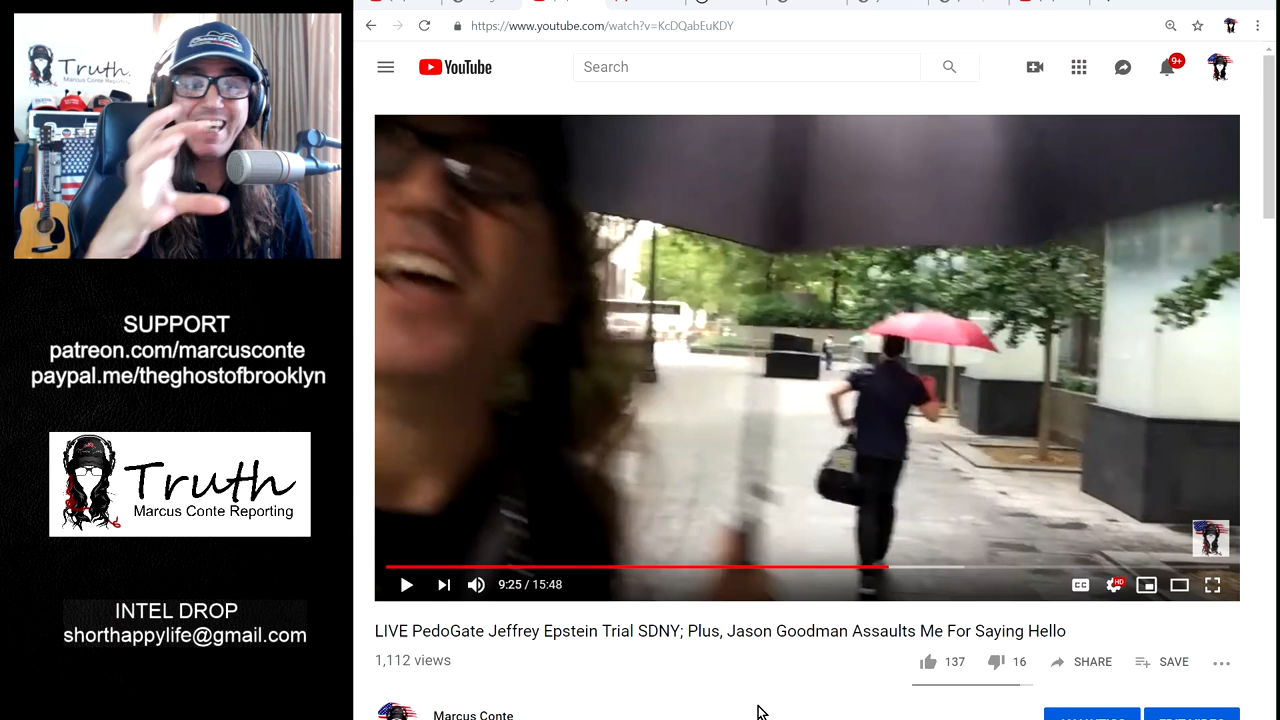 Truth.
Marcus Conte Reporting
SUPPORT
patreon.com/marcusconte
paypal.me/theghostofbrooklyn
Truth
Marcus Conte Reporting
INTEL DROP
shorthappylife@gmail.com
https://www.youtube.com/watch?v=KcDQabEuKDY
YouTube
Search
9+
9:25 / 15:48
CC
HD
LIVE PedoGate Jeffrey Epstein Trial SDNY; Plus, Jason Goodman Assaults Me For Saying Hello
1,112 views
137
16
SHARE
SAVE
Marcus Conte